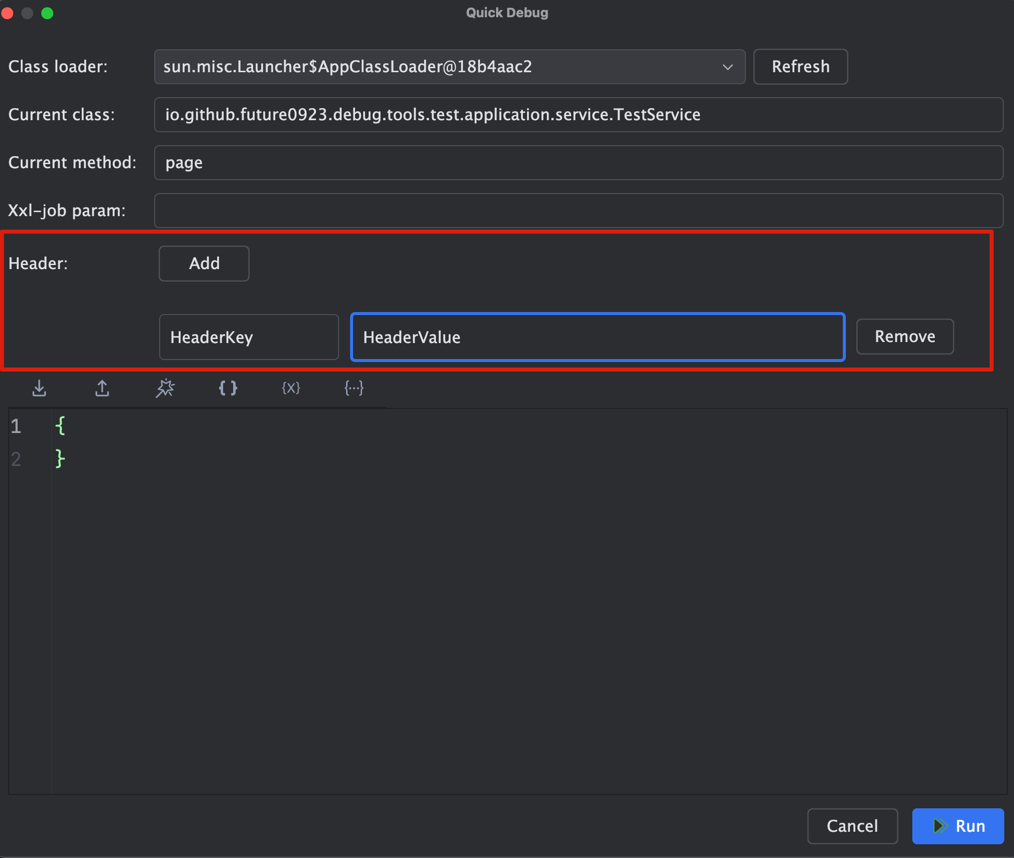 Quick Debug
Class loader: sun.misc.Launcher$AppClassLoader@18b4aac2 Refresh
Current class: io.github.future0923.debug.tools.test.application.service.TestService
Current method: page
Xxl-job param:
Header: Add
HeaderKey HeaderValue Remove
{ } {X} {...}
1 {
2 }
Cancel Run